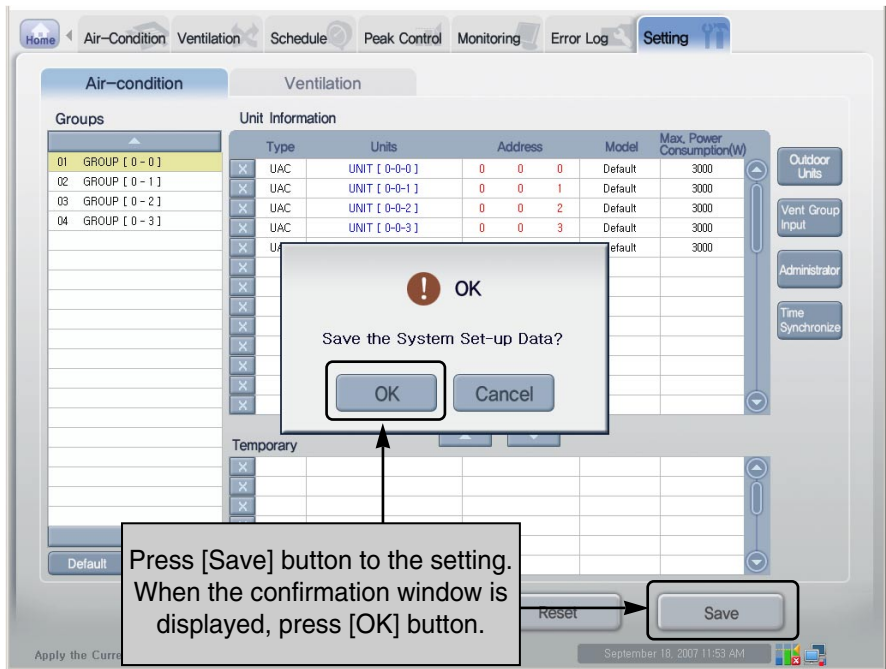 Home Air-Condition Ventilation Schedule Peak Control Monitoring Error Log Setting
Air-condition Ventilation
Groups
01 GROUP [ 0 - 0 ]
02 GROUP [ 0 - 1 ]
03 GROUP [ 0 - 2 ]
04 GROUP [ 0 - 3 ]
Default
Unit Information
Type Units Address Model Max. Power Consumption(W)
X UAC UNIT [ 0-0-0 ] 0 0 0 Default 3000
X UAC UNIT [ 0-0-1 ] 0 0 1 Default 3000
X UAC UNIT [ 0-0-2 ] 0 0 2 Default 3000
X UAC UNIT [ 0-0-3 ] 0 0 3 Default 3000
X 3000
X
X
X
X
X
X
X
X
Outdoor
Units
Vent Group
Input
Administrator
Time
Synchronize
! OK
Save the System Set-up Data?
OK Cancel
Temporary
X
X
X
Press [Save] button to the setting.
When the confirmation window is
displayed, press [OK] button.
Reset Save
Apply the
September 18, 2007 11:53 AM